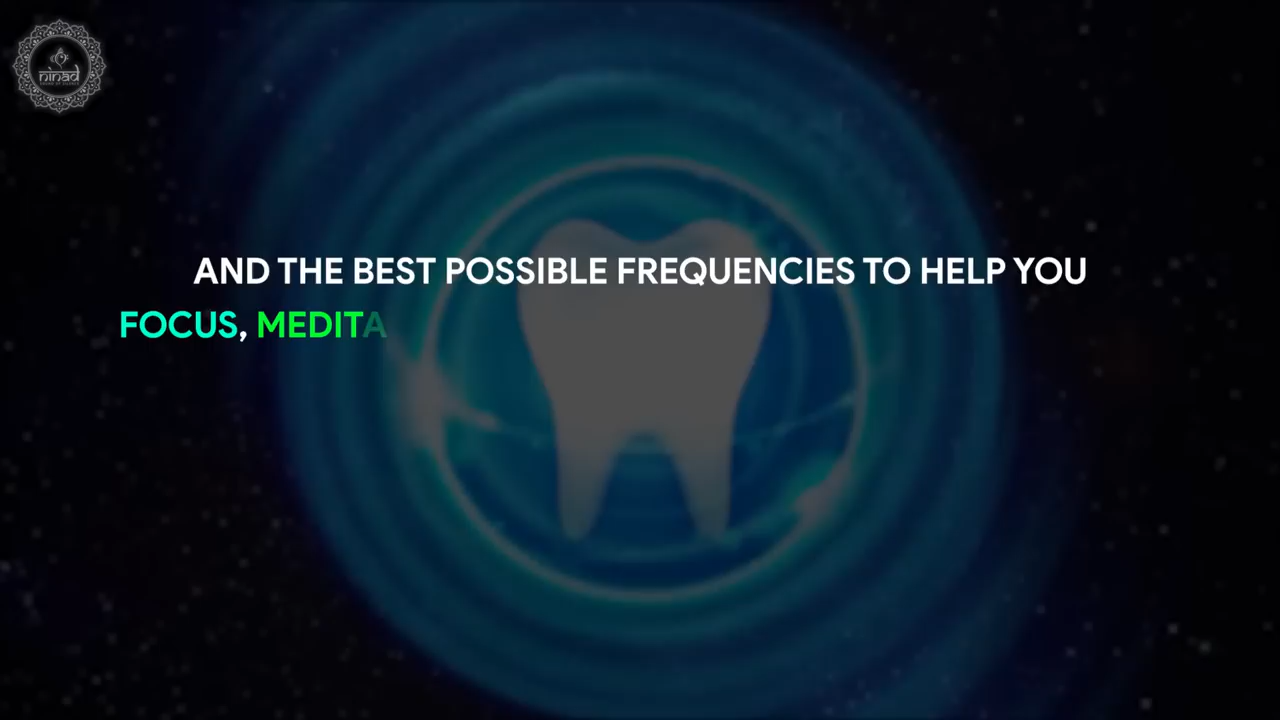 ninad
AND THE BEST POSSIBLE FREQUENCIES TO HELP YOU
FOCUS, MEDITA